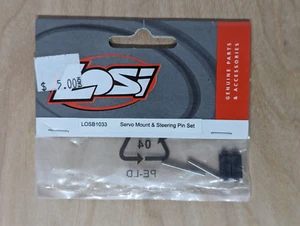 LOSI
$ 5.00
GENUINE PARTS
& ACCESSORIES
LOSB1033 Servo Mount & Steering Pin Set
04
PE-LD